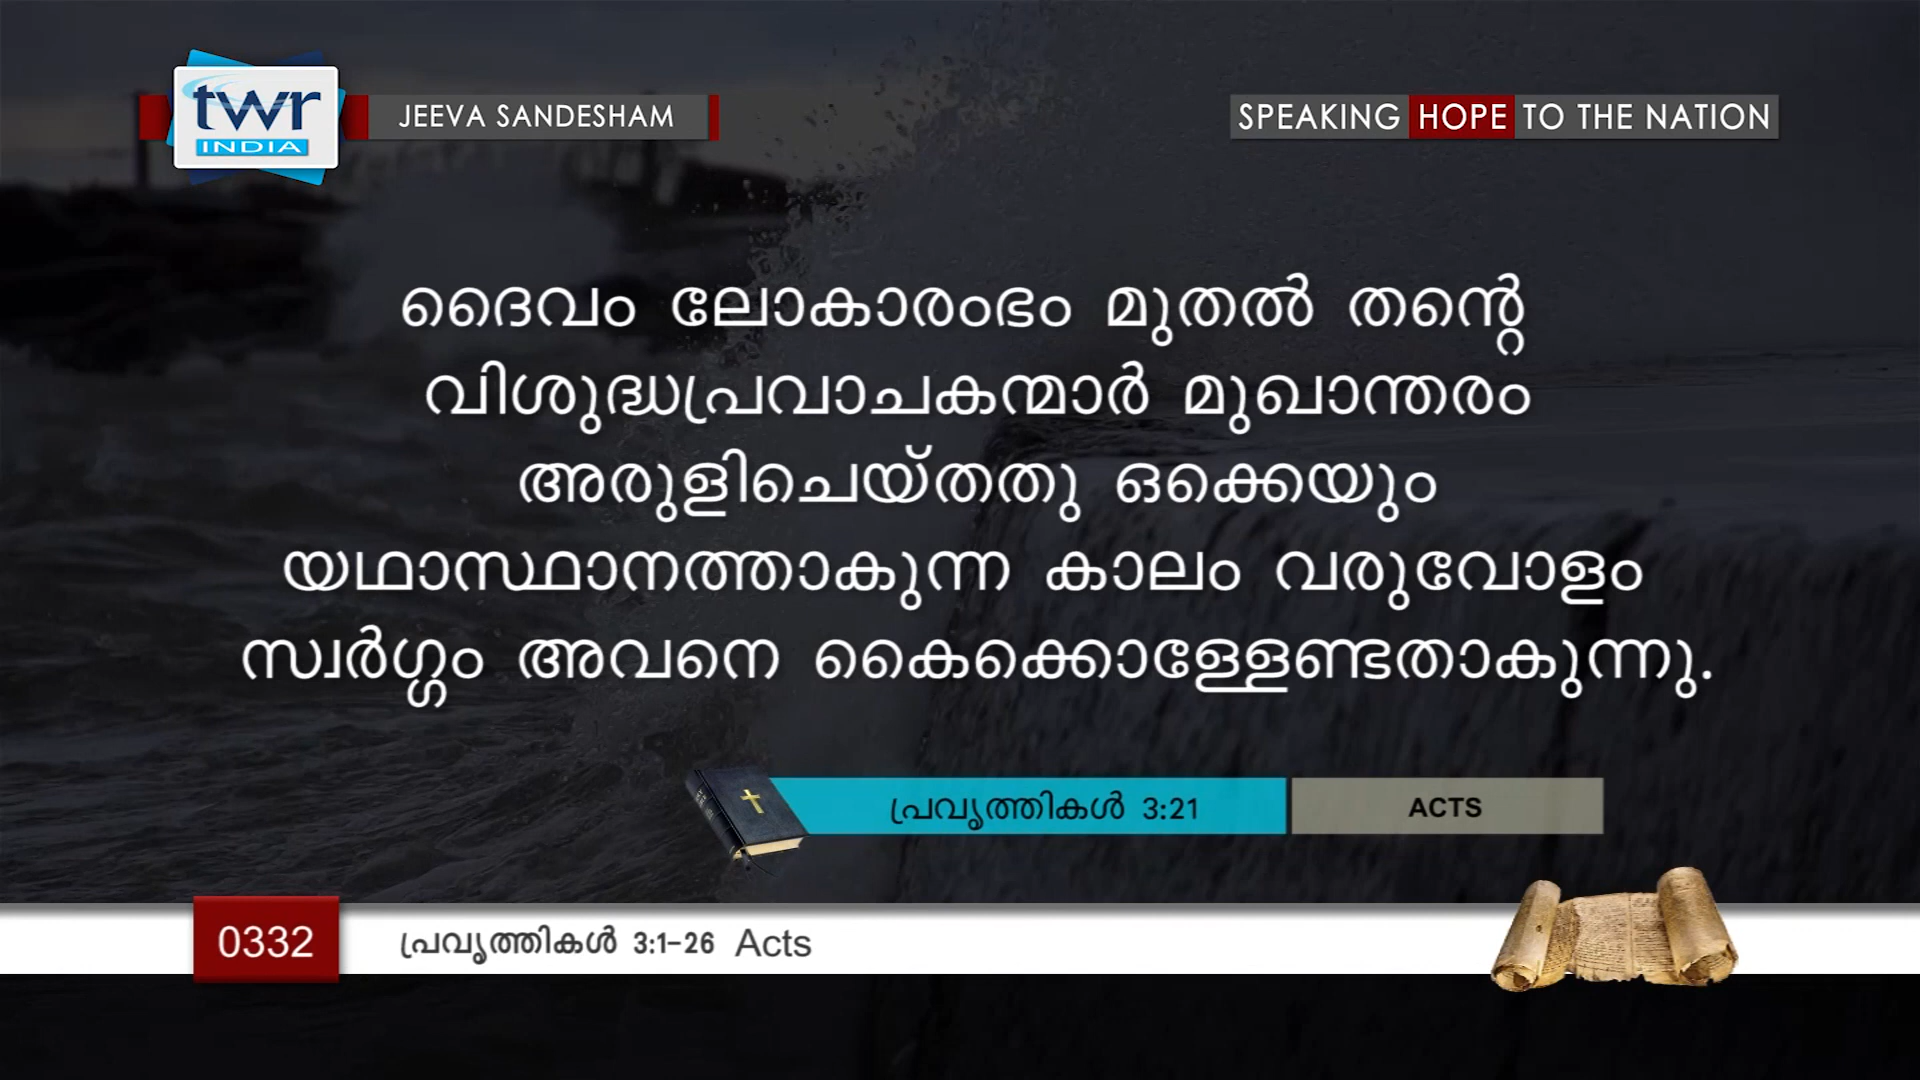 twr
INDIA
JEEVA SANDESHAM
SPEAKING HOPE TO THE NATION
ദൈവം ലോകാരംഭം മുതൽ തന്റെ
വിശുദ്ധപ്രവാചകന്മാർ മുഖാന്തരം
അരുളിചെയ്തതു ഒക്കെയും
യഥാസ്ഥാനത്താകുന്ന കാലം വരുവോളം
സ്വർഗ്ഗം അവനെ കൈക്കൊള്ളേണ്ടതാകുന്നു.
പ്രവൃത്തികൾ 3:21
ACTS
0332
പ്രവൃത്തികൾ 3:1-26 Acts